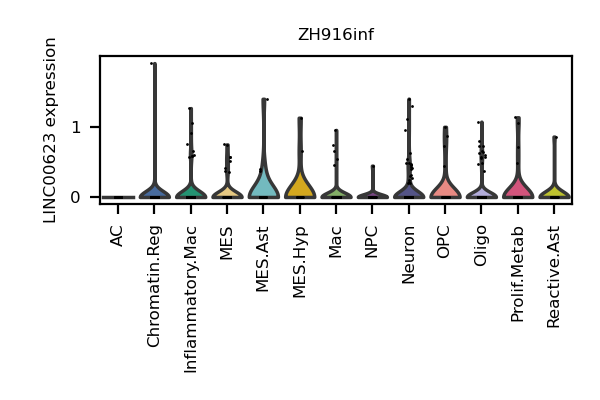 ZH916inf
LINC00623 expression
1
0
AC
Chromatin.Reg
Inflammatory.Mac
MES
MES.Ast
MES.Hyp
Mac
NPC
Neuron
OPC
Oligo
Prolif.Metab
Reactive.Ast